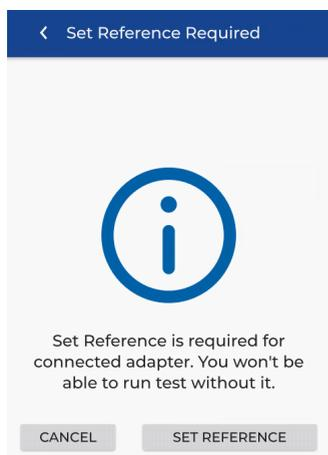 Set Reference Required
Set Reference is required for
connected adapter. You won't be
able to run test without it.
CANCEL
SET REFERENCE